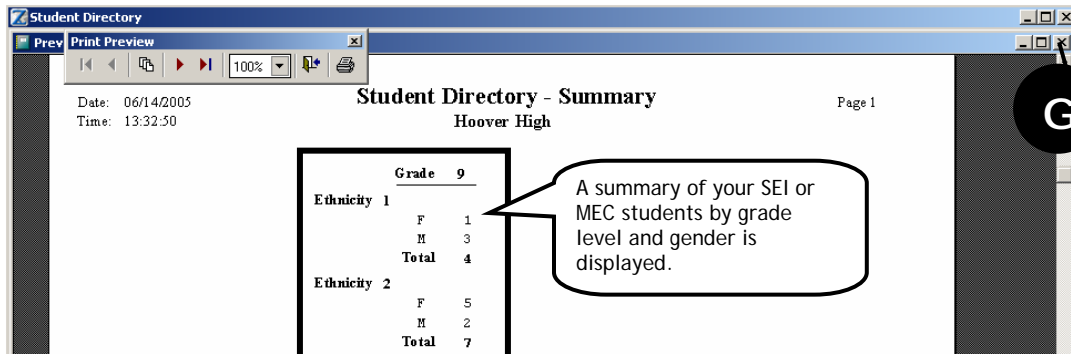 Student Directory
Prev Print Preview
100%
Date: 06/14/2005 Student Directory - Summary Page 1
Time: 13:32:50 Hoover High
Grade 9
Ethnicity 1
F 1
M 3
Total 4
Ethnicity 2
F 5
M 2
Total 7
A summary of your SEI or
MEC students by grade
level and gender is
displayed.
G